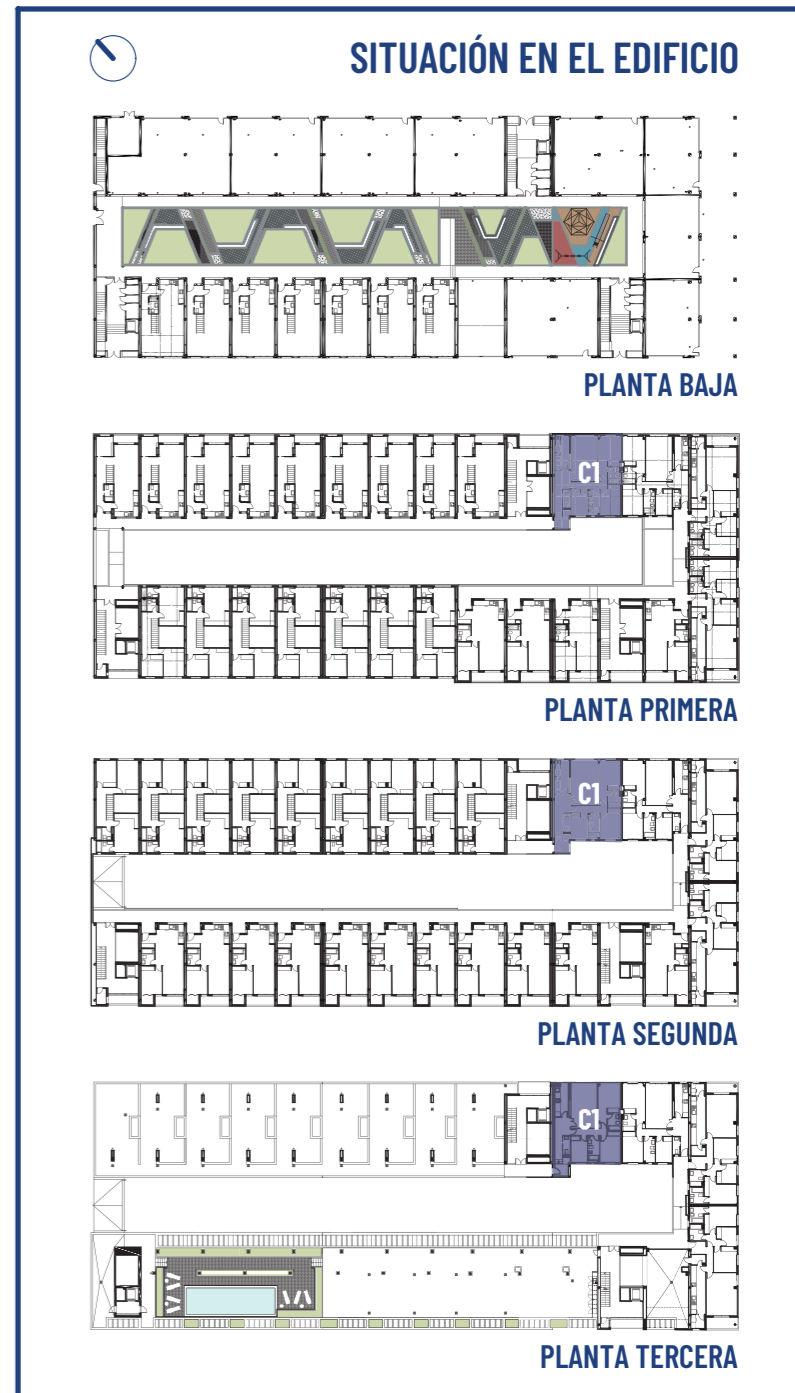 SITUACIÓN EN EL EDIFICIO
PLANTA BAJA
C1
PLANTA PRIMERA
C1
PLANTA SEGUNDA
C1
PLANTA TERCERA